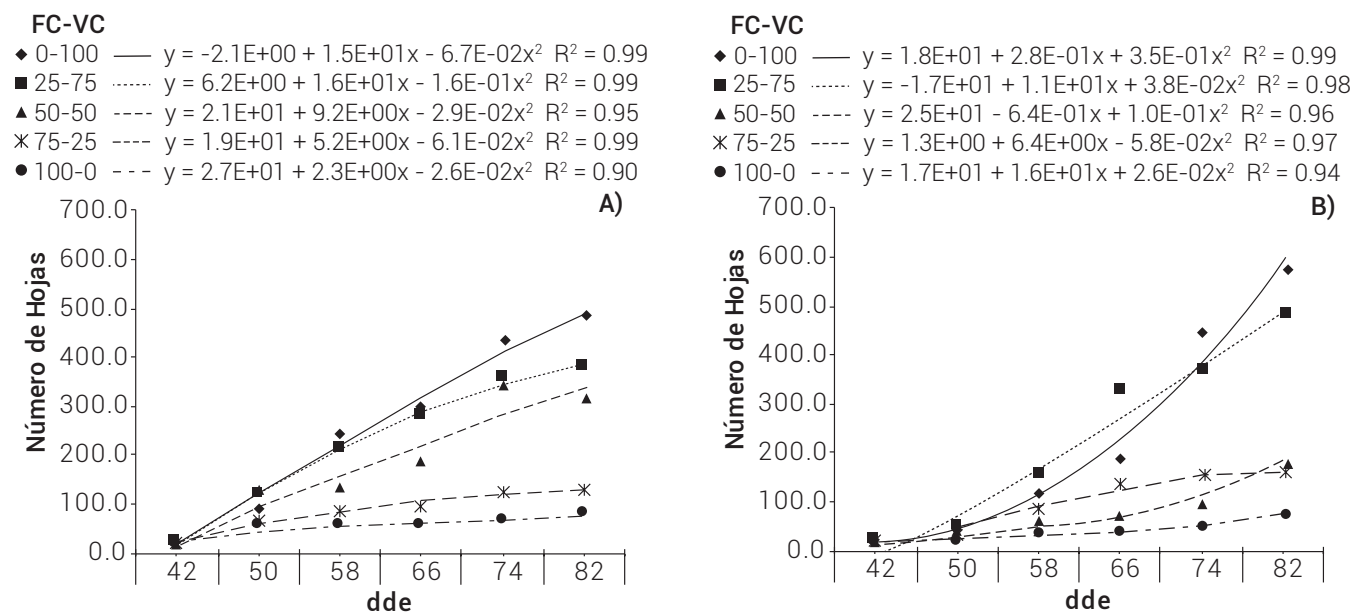 FC-VC
0-100 y = -2.1E+00 + 1.5E+01x - 6.7E-02x² R² = 0.99
25-75 y = 6.2E+00 + 1.6E+01x - 1.6E-01x² R² = 0.99
50-50 y = 2.1E+01 + 9.2E+00x - 2.9E-02x² R² = 0.95
75-25 y = 1.9E+01 + 5.2E+00x - 6.1E-02x² R² = 0.99
100-0 y = 2.7E+01 + 2.3E+00x - 2.6E-02x² R² = 0.90
A)
Número de Hojas
700.0
600.0
500.0
400.0
300.0
200.0
100.0
0.0
42 50 58 66 74 82
dde
FC-VC
0-100 y = 1.8E+01 + 2.8E-01x + 3.5E-01x² R² = 0.99
25-75 y = -1.7E+01 + 1.1E+01x + 3.8E-02x² R² = 0.98
50-50 y = 2.5E+01 - 6.4E-01x + 1.0E-01x² R² = 0.96
75-25 y = 1.3E+00 + 6.4E+00x - 5.8E-02x² R² = 0.97
100-0 y = 1.7E+01 + 1.6E+01x + 2.6E-02x² R² = 0.94
B)
Número de Hojas
700.0
600.0
500.0
400.0
300.0
200.0
100.0
0.0
42 50 58 66 74 82
dde